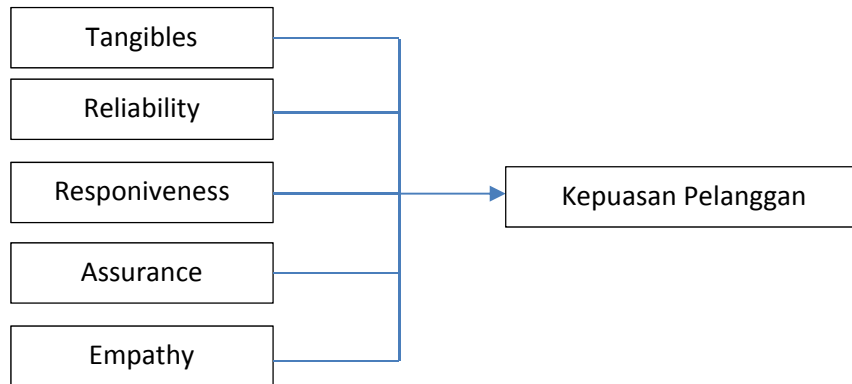 Tangibles
Reliability
Responiveness
Assurance
Empathy
Kepuasan Pelanggan